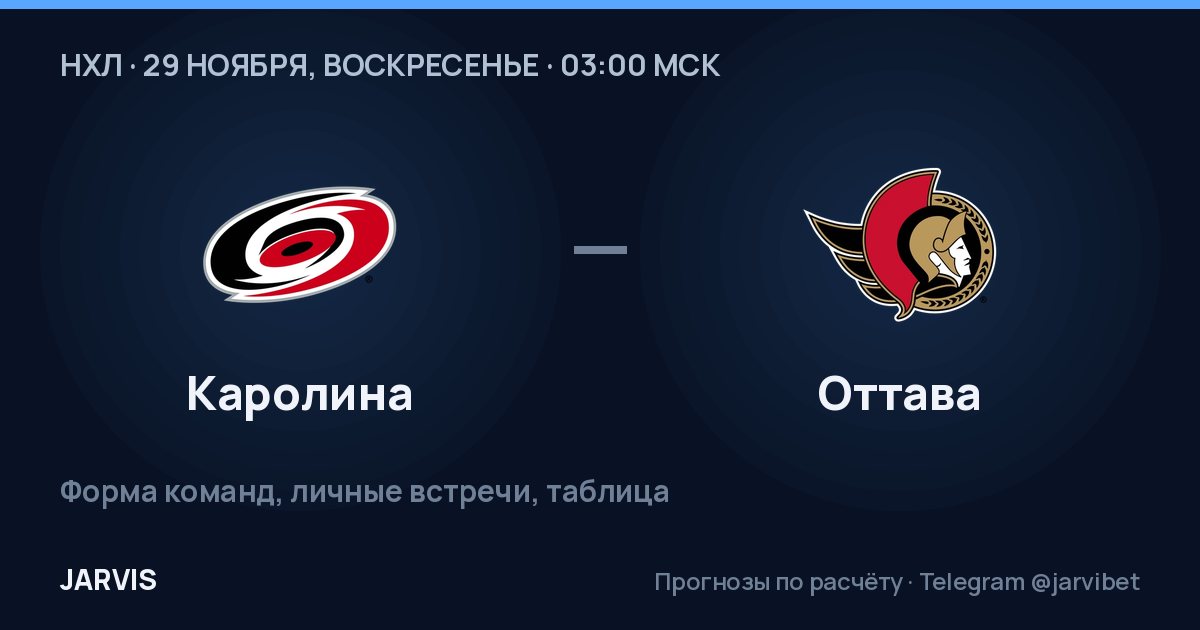 НХЛ · 29 НОЯБРЯ, ВОСКРЕСЕНЬЕ · 03:00 МСК
Каролина
Оттава
Форма команд, личные встречи, таблица
JARVIS
Прогнозы по расчёту · Telegram @jarvibet